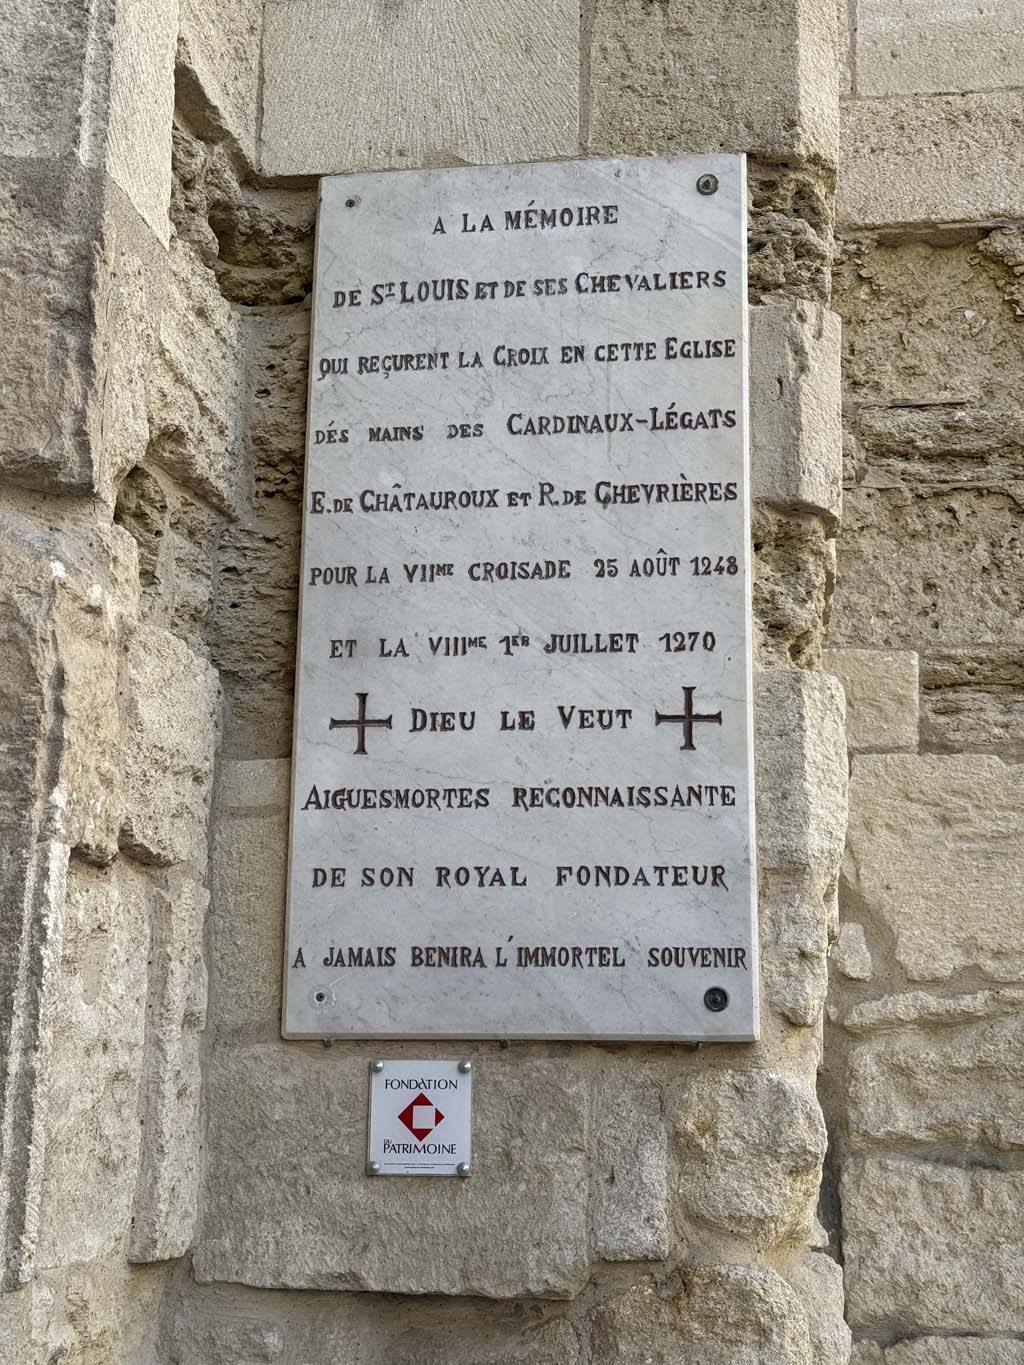 A LA MÉMOIRE
DE ST LOUIS ET DE SES CHEVALIERS
QUI REÇURENT LA CROIX EN CETTE EGLISE
DÉS MAINS DES CARDINAUX-LÉGATS
E. DE CHÂTAUROUX ET R. DE CHEVRIÈRES
POUR LA VIIME CROISADE 25 AOÛT 1248
ET LA VIIIME 1ER JUILLET 1270
DIEU LE VEUT
AIGUESMORTES RECONNAISSANTE
DE SON ROYAL FONDATEUR
A JAMAIS BENIRA L'IMMORTEL SOUVENIR
FONDATION
DU
PATRIMOINE